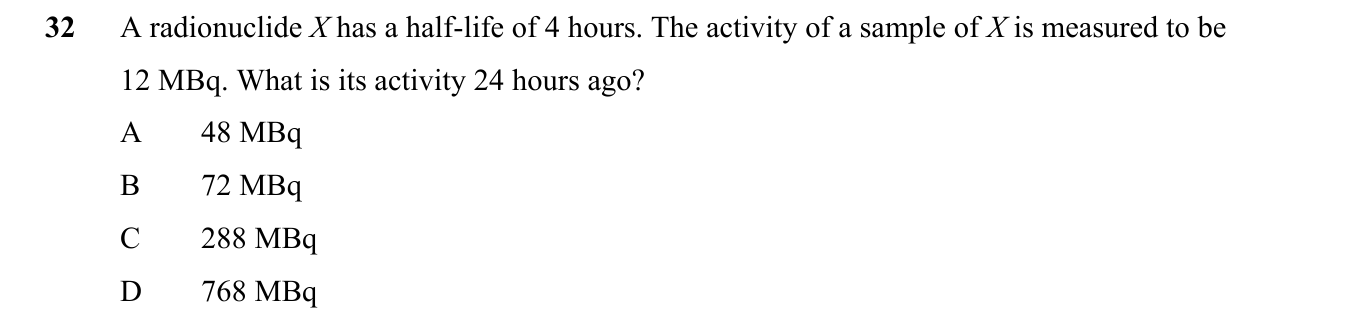 32 A radionuclide X has a half-life of 4 hours. The activity of a sample of X is measured to be
12 MBq. What is its activity 24 hours ago?
A 48 MBq
B 72 MBq
C 288 MBq
D 768 MBq